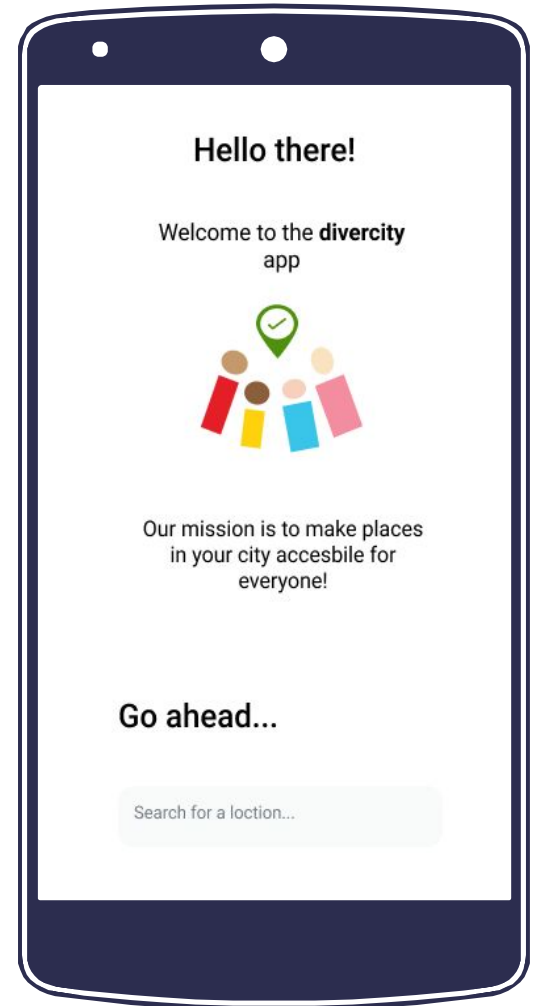 Hello there!
Welcome to the divercity
app
Our mission is to make places
in your city accesbile for
everyone!
Go ahead...
Search for a loction...